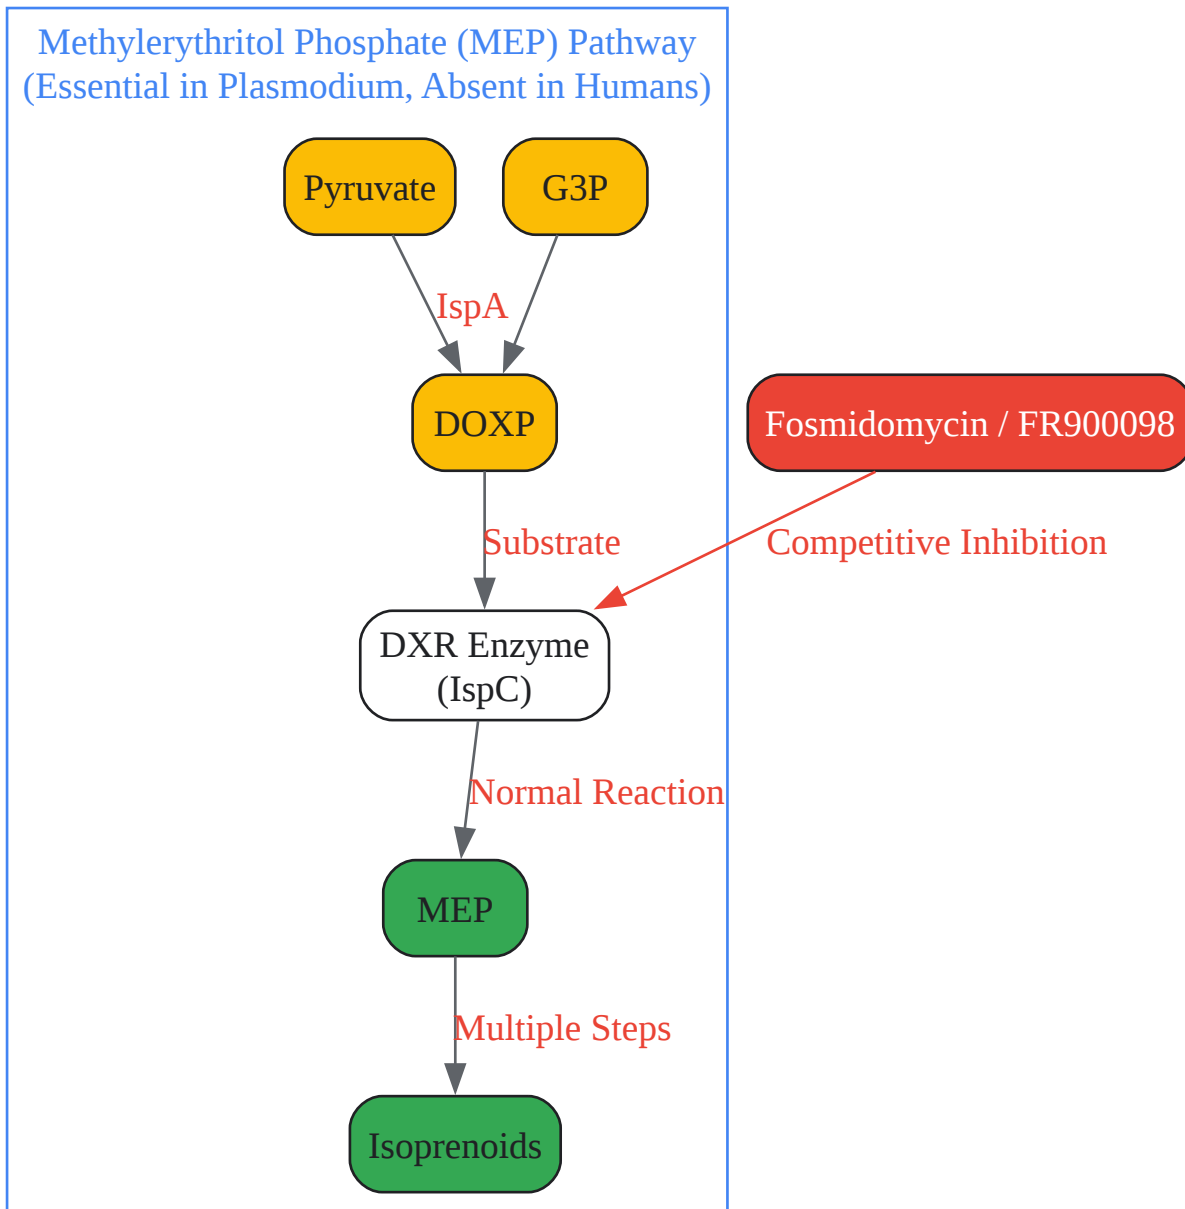 Methylerythritol Phosphate (MEP) Pathway
(Essential in Plasmodium, Absent in Humans)
Pyruvate
G3P
IspA
DOXP
Fosmidomycin / FR900098
Substrate
Competitive Inhibition
DXR Enzyme
(IspC)
Normal Reaction
MEP
Multiple Steps
Isoprenoids